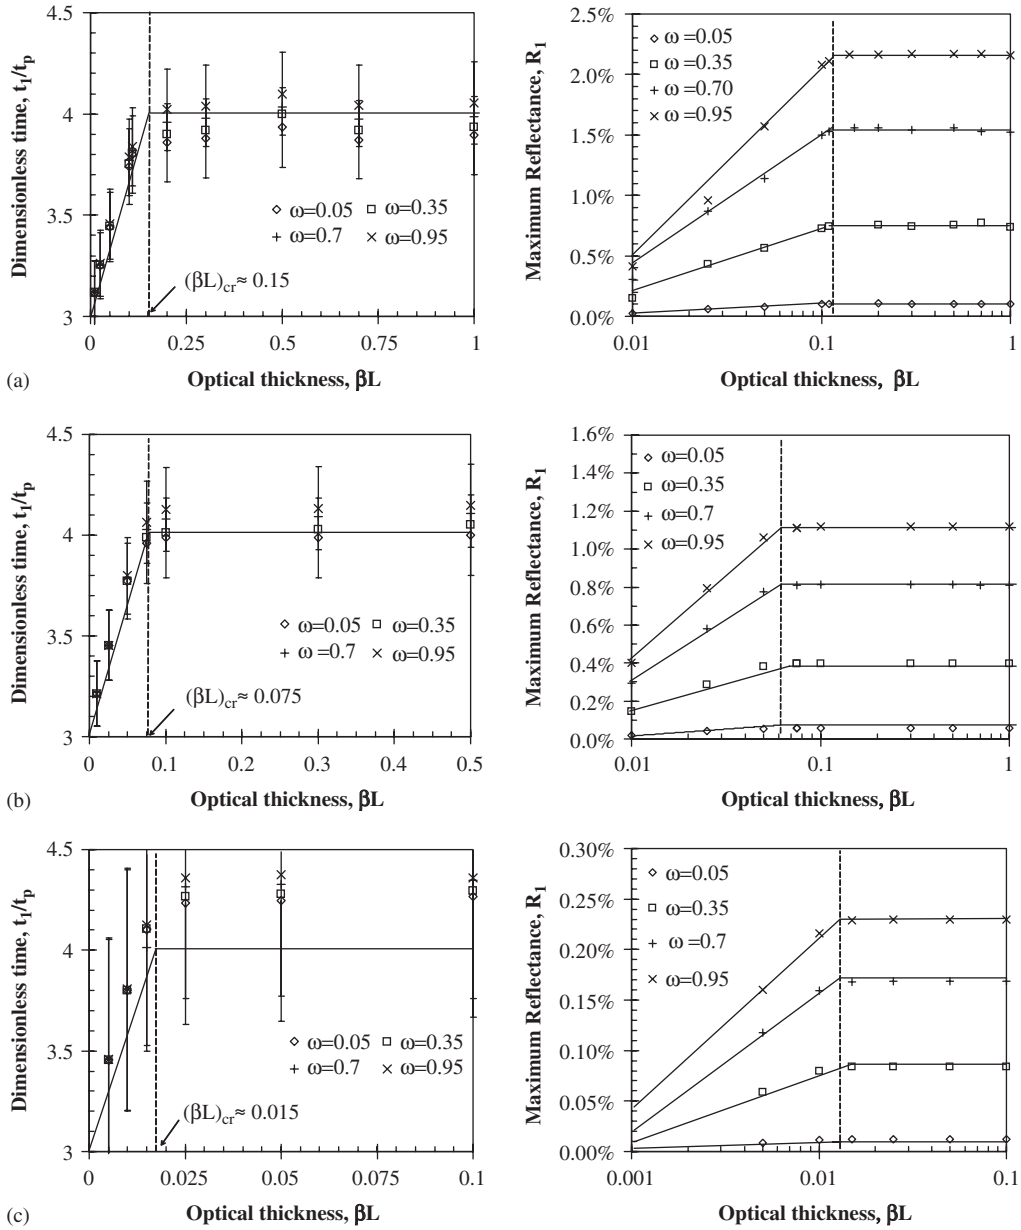 4.5
4
3.5
3
Dimensionless time, t1/tp
ω=0.05 ω=0.35
ω=0.7 ω=0.95
(βL)cr ≈ 0.15
0 0.25 0.5 0.75 1
Optical thickness, βL
(a)
2.5%
2.0%
1.5%
1.0%
0.5%
0.0%
Maximum Reflectance, R1
ω =0.05
ω =0.35
ω =0.70
ω =0.95
0.01 0.1 1
Optical thickness, βL
4.5
4
3.5
3
Dimensionless time, t1/tp
ω=0.05 ω=0.35
ω=0.7 ω=0.95
(βL)cr ≈ 0.075
0 0.1 0.2 0.3 0.4 0.5
Optical thickness, βL
(b)
1.6%
1.4%
1.2%
1.0%
0.8%
0.6%
0.4%
0.2%
0.0%
Maximum Reflectance, R1
ω=0.05
ω=0.35
ω=0.7
ω=0.95
0.01 0.1 1
Optical thickness, βL
4.5
4
3.5
3
Dimensionless time, t1/tp
ω=0.05 ω=0.35
ω=0.7 ω=0.95
(βL)cr ≈ 0.015
0 0.025 0.05 0.075 0.1
Optical thickness, βL
(c)
0.30%
0.25%
0.20%
0.15%
0.10%
0.05%
0.00%
Maximum Reflectance, R1
ω=0.05
ω=0.35
ω=0.7
ω=0.95
0.001 0.01 0.1
Optical thickness, βL